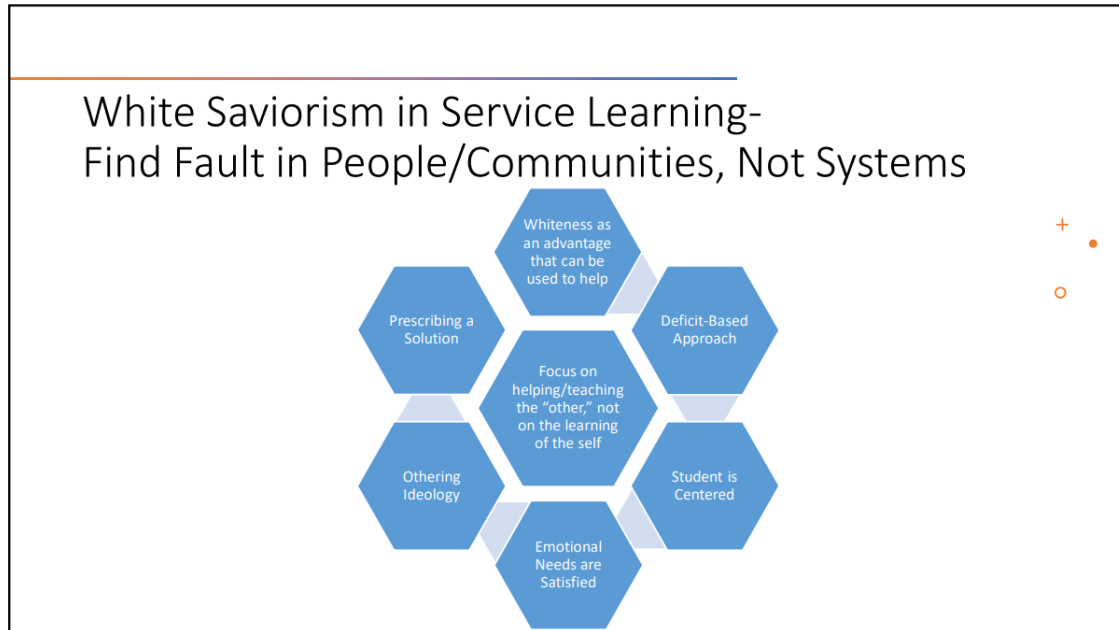 White Saviorism in Service Learning-
Find Fault in People/Communities, Not Systems
Whiteness as
an advantage
that can be
used to help
Deficit-Based
Approach
Student is
Centered
Emotional
Needs are
Satisfied
Othering
Ideology
Prescribing a
Solution
Focus on
helping/teaching
the “other,” not
on the learning
of the self